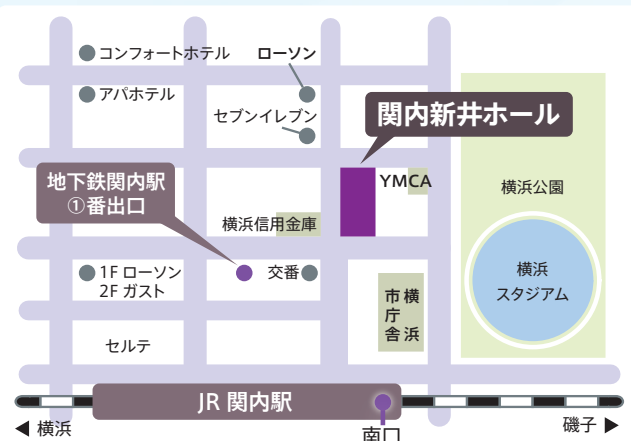 コンフォートホテル
ローソン
アパホテル
セブンイレブン
関内新井ホール
地下鉄関内駅
①番出口
YMCA
横浜公園
横浜信用金庫
1F ローソン
2F ガスト
交番
横浜
市庁舎
横浜
スタジアム
セルテ
JR 関内駅
◀ 横浜
南口
磯子 ▶